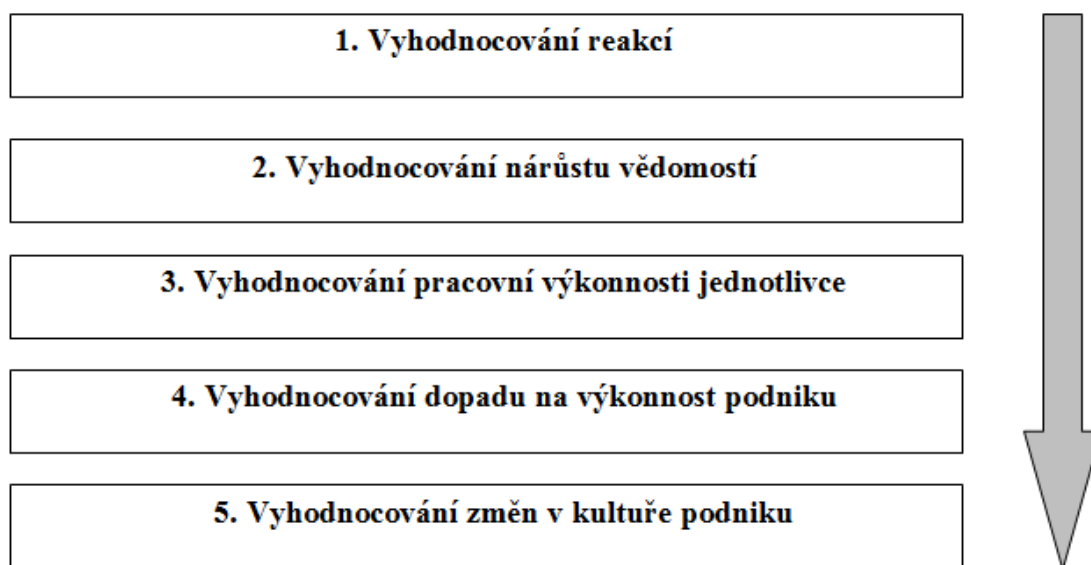 1. Vyhodnocování reakcí
2. Vyhodnocování nárůstu vědomostí
3. Vyhodnocování pracovní výkonnosti jednotlivce
4. Vyhodnocování dopadu na výkonnost podniku
5. Vyhodnocování změn v kultuře podniku